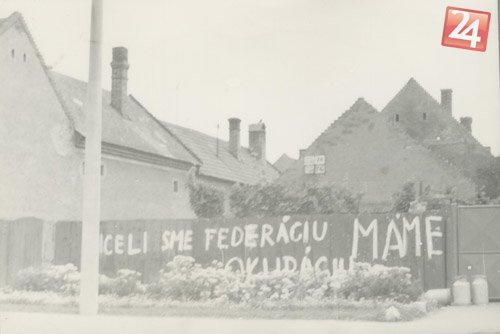 24
CELI SME FEDERÁCIU MÁME
OKUPÁCIU